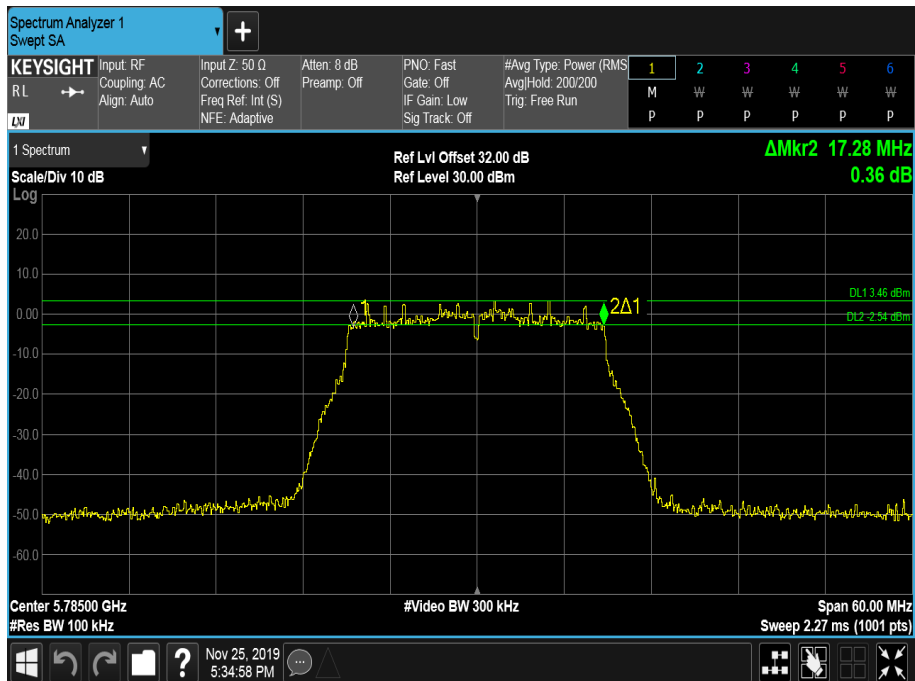 Spectrum Analyzer 1
Swept SA
+
KEYSIGHT
RL
LXI
Input: RF
Coupling: AC
Align: Auto
Input Z: 50 Ω
Corrections: Off
Freq Ref: Int (S)
NFE: Adaptive
Atten: 8 dB
Preamp: Off
PNO: Fast
Gate: Off
IF Gain: Low
Sig Track: Off
#Avg Type: Power (RMS
Avg|Hold: 200/200
Trig: Free Run
1 2 3 4 5 6
M W W W W W
P P P P P P
1 Spectrum
Scale/Div 10 dB
Ref Lvl Offset 32.00 dB
Ref Level 30.00 dBm
ΔMkr2 17.28 MHz
0.36 dB
Log
20.0
10.0
DL1 3.46 dBm
1
2Δ1
0.00
DL2 -2.54 dBm
-10.0
-20.0
-30.0
-40.0
-50.0
-60.0
Center 5.78500 GHz
#Video BW 300 kHz
Span 60.00 MHz
#Res BW 100 kHz
Sweep 2.27 ms (1001 pts)
?
Nov 25, 2019
5:34:58 PM